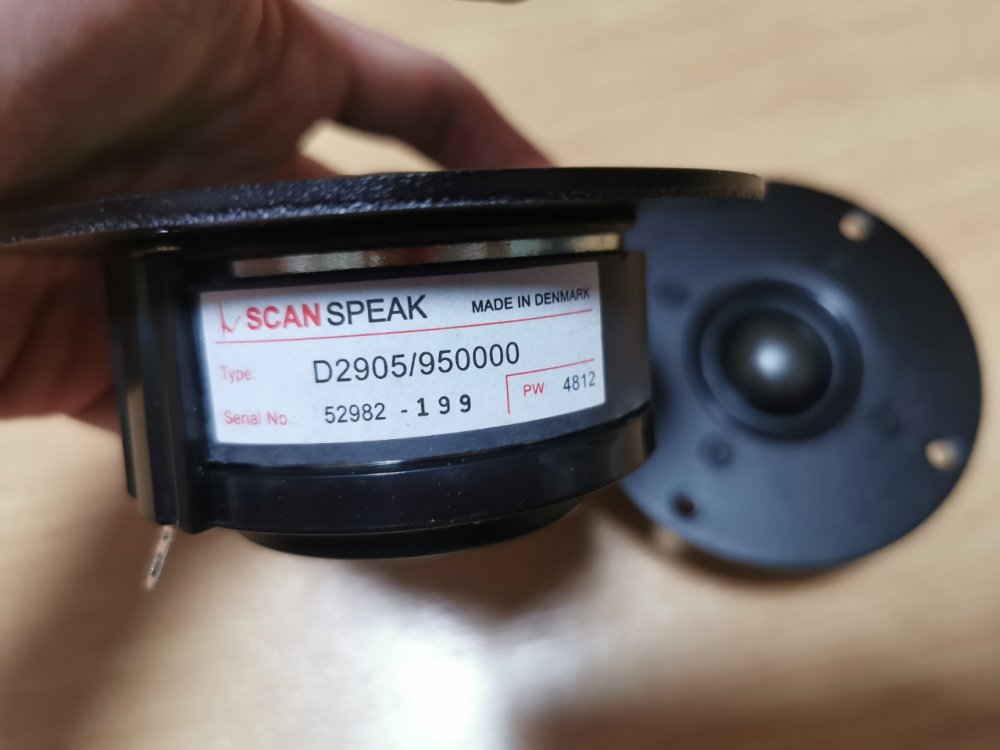 SCAN SPEAK MADE IN DENMARK
Type: D2905/950000
Serial No.: 52982 -199 PW: 4812